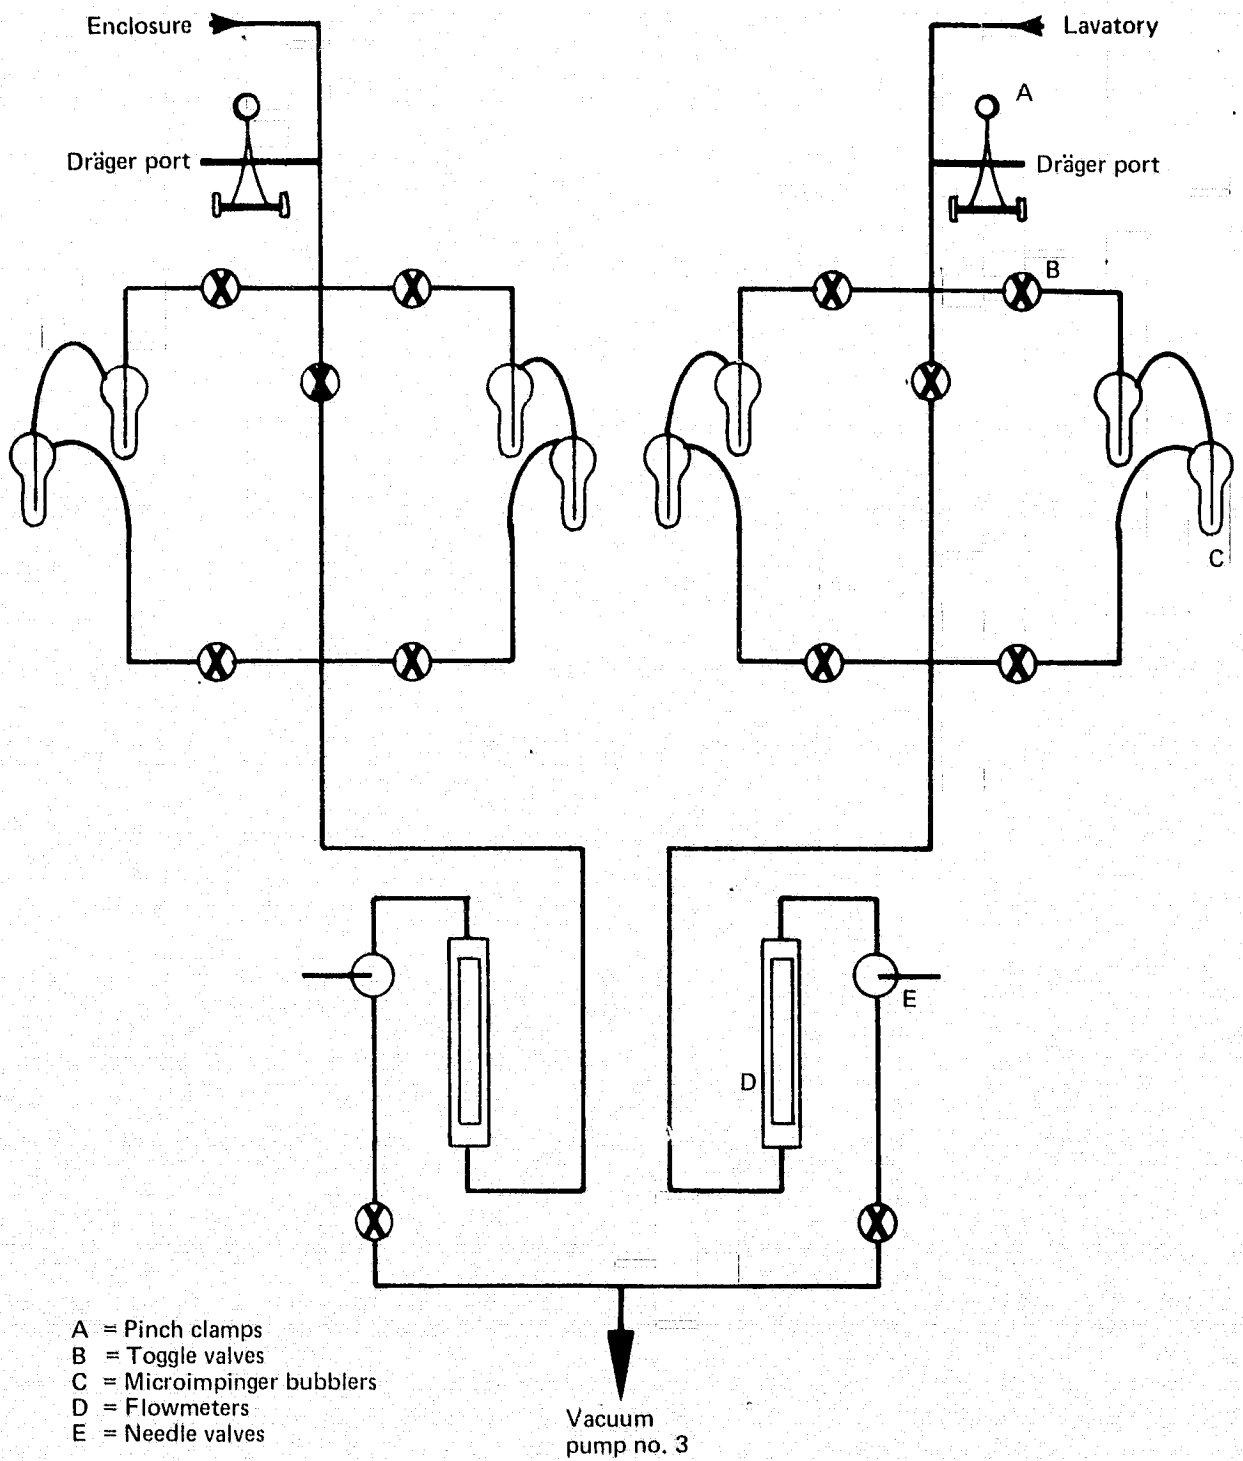 Enclosure
Lavatory
A
Dräger port
Dräger port
B
C
D
E
A = Pinch clamps
B = Toggle valves
C = Microimpinger bubblers
D = Flowmeters
E = Needle valves
Vacuum
pump no. 3